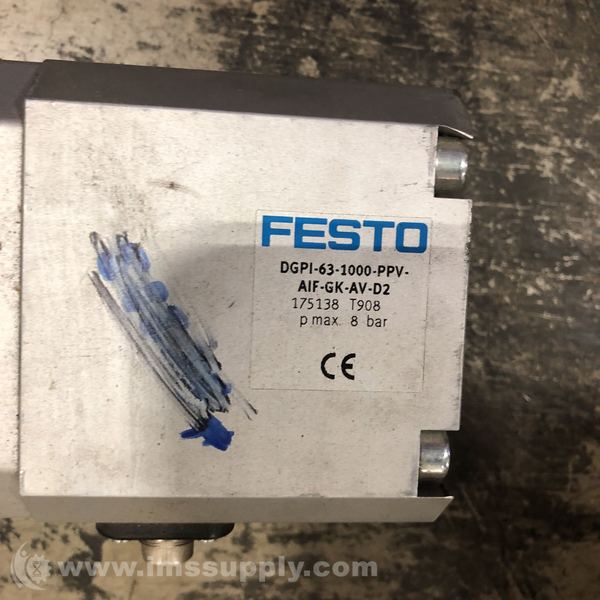 FESTO
DGPI-63-1000-PPV-
AIF-GK-AV-D2
175138 T908
p max. 8 bar
CE
www.imssupply.com